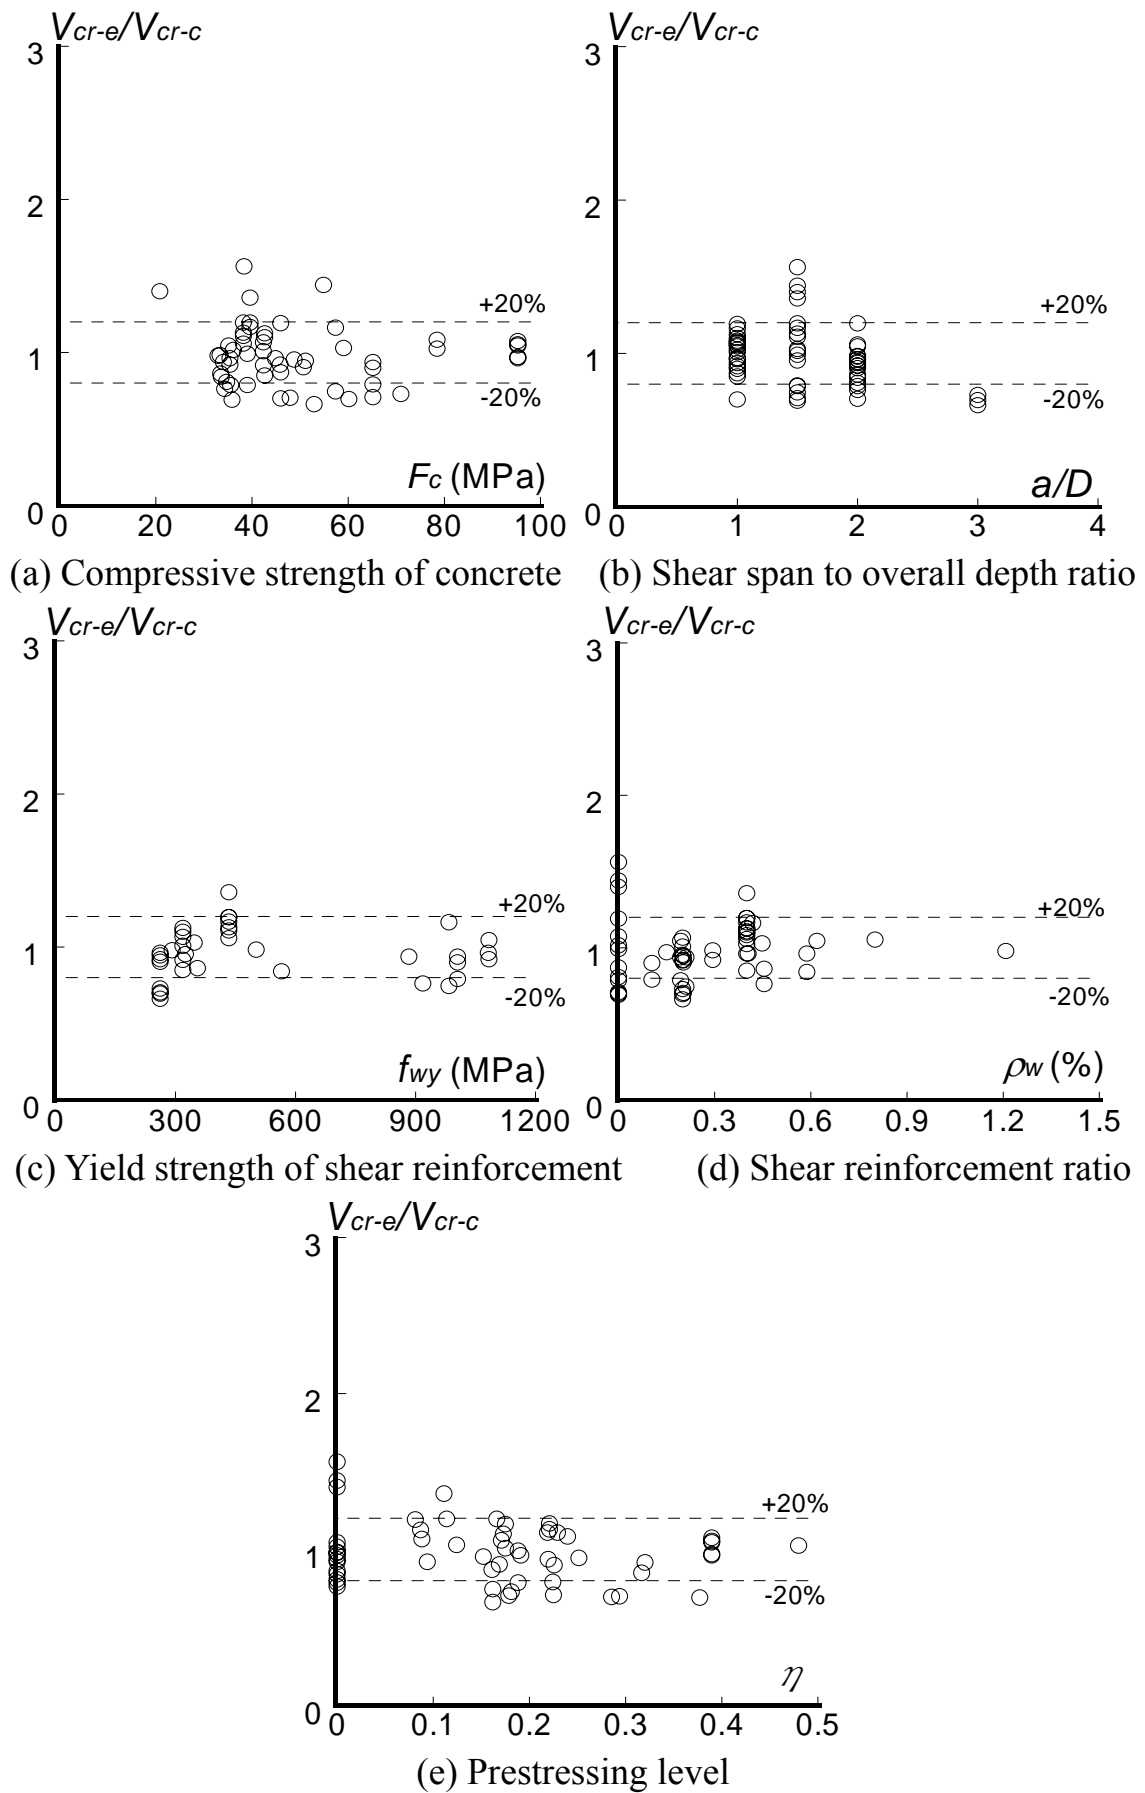 Vcr-e/Vcr-c Vcr-e/Vcr-c
3 3
2 2
+20% +20%
1 1
-20% -20%
Fc (MPa) a/D
0 0
0 20 40 60 80 100 0 1 2 3 4
(a) Compressive strength of concrete (b) Shear span to overall depth ratio
Vcr-e/Vcr-c Vcr-e/Vcr-c
3 3
2 2
+20% +20%
1 1
-20% -20%
fwy (MPa) ρw (%)
0 0
0 300 600 900 1200 0 0.3 0.6 0.9 1.2 1.5
(c) Yield strength of shear reinforcement (d) Shear reinforcement ratio
Vcr-e/Vcr-c
3
2
+20%
1
-20%
η
0
0 0.1 0.2 0.3 0.4 0.5
(e) Prestressing level